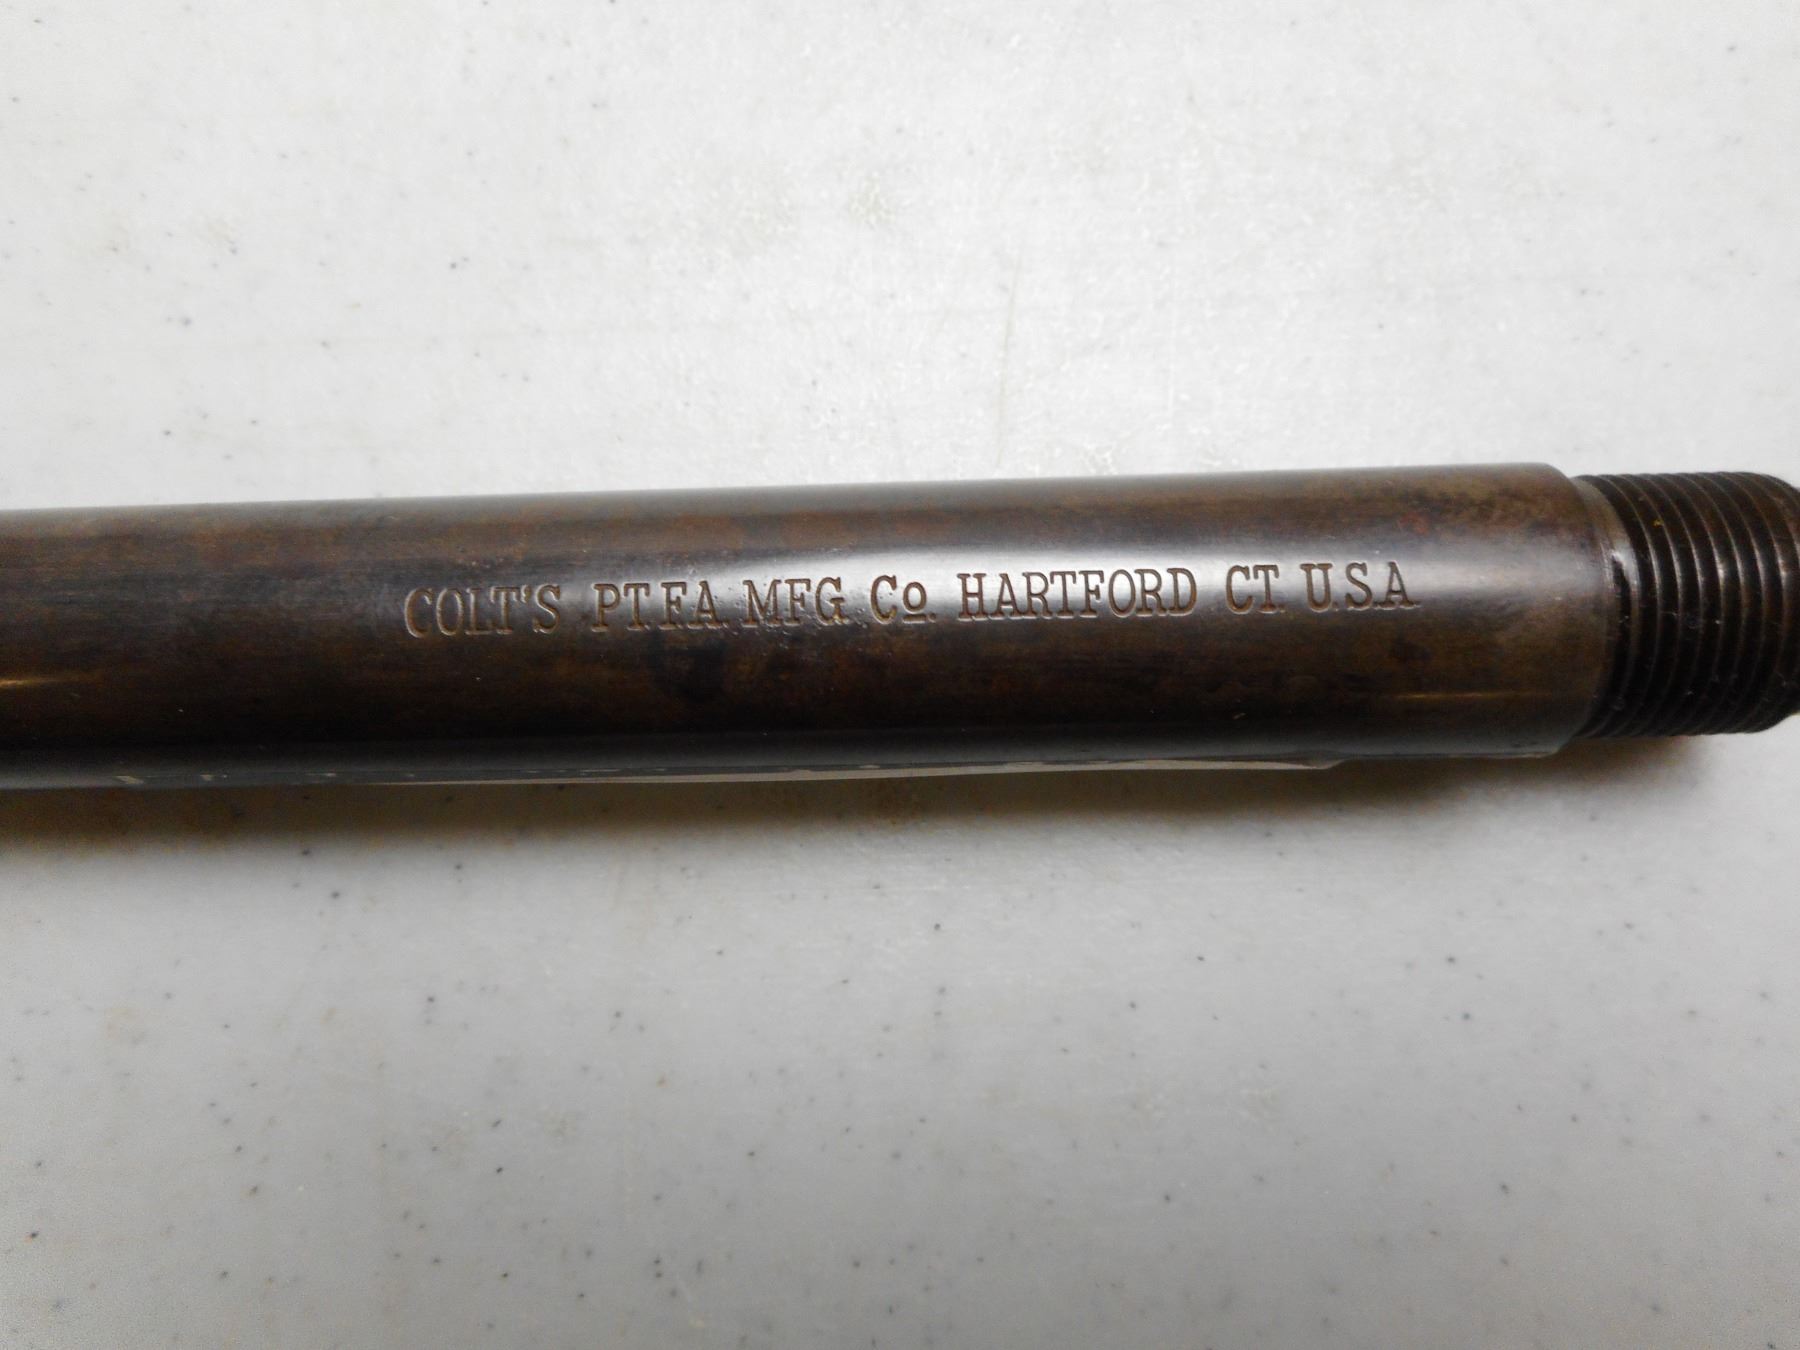 COLT'S PT.F.A. MFG. Co. HARTFORD CT. U.S.A.